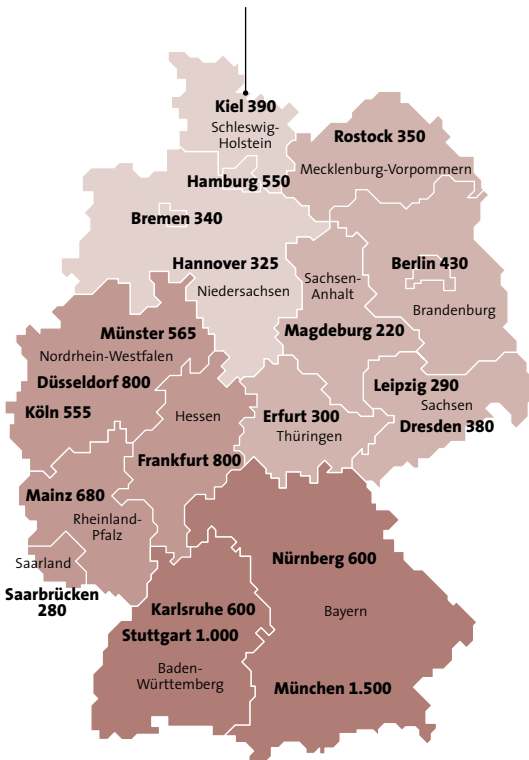 Kiel 390
Schleswig-
Holstein
Rostock 350
Mecklenburg-Vorpommern
Hamburg 550
Bremen 340
Hannover 325
Niedersachsen
Sachsen-
Anhalt
Berlin 430
Brandenburg
Magdeburg 220
Münster 565
Nordrhein-Westfalen
Düsseldorf 800
Köln 555
Leipzig 290
Sachsen
Dresden 380
Hessen
Erfurt 300
Thüringen
Frankfurt 800
Mainz 680
Rheinland-
Pfalz
Saarland
Saarbrücken
280
Nürnberg 600
Bayern
Karlsruhe 600
Stuttgart 1.000
Baden-
Württemberg
München 1.500